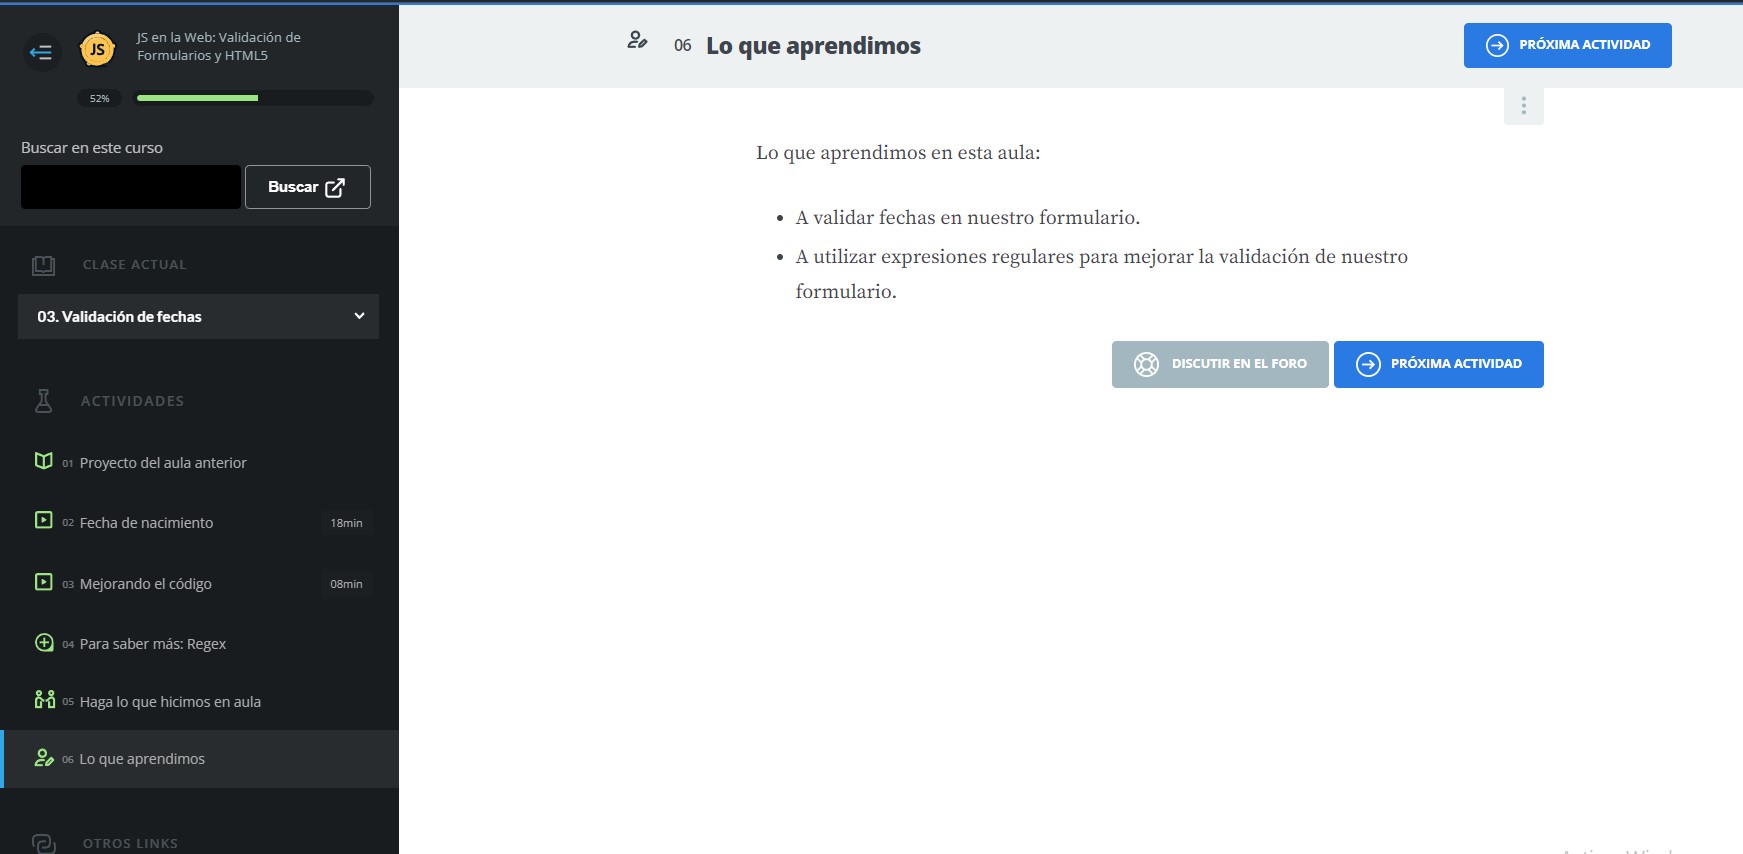 JS
JS en la Web: Validación de
Formularios y HTML5
52%
Buscar en este curso
Buscar
CLASE ACTUAL
03. Validación de fechas
ACTIVIDADES
01 Proyecto del aula anterior
02 Fecha de nacimiento 18min
03 Mejorando el código 08min
04 Para saber más: Regex
05 Haga lo que hicimos en aula
06 Lo que aprendimos
OTROS LINKS
06 Lo que aprendimos
PRÓXIMA ACTIVIDAD
Lo que aprendimos en esta aula:
• A validar fechas en nuestro formulario.
• A utilizar expresiones regulares para mejorar la validación de nuestro
formulario.
DISCUTIR EN EL FORO
PRÓXIMA ACTIVIDAD